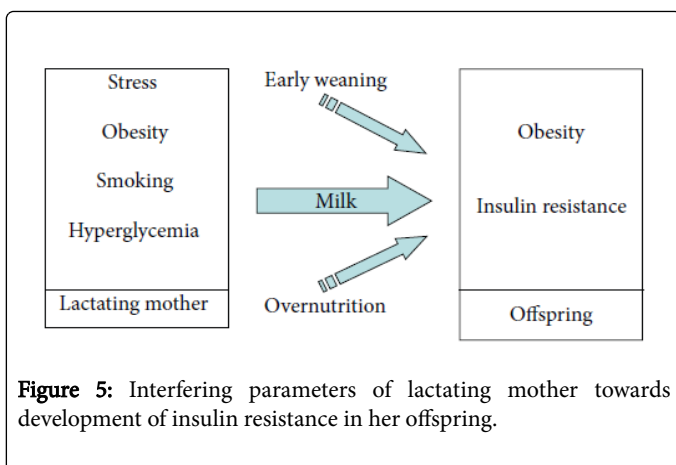 Stress
Obesity
Smoking
Hyperglycemia
Lactating mother
Early weaning
Milk
Overnutrition
Obesity
Insulin resistance
Offspring
Figure 5: Interfering parameters of lactating mother towards
development of insulin resistance in her offspring.